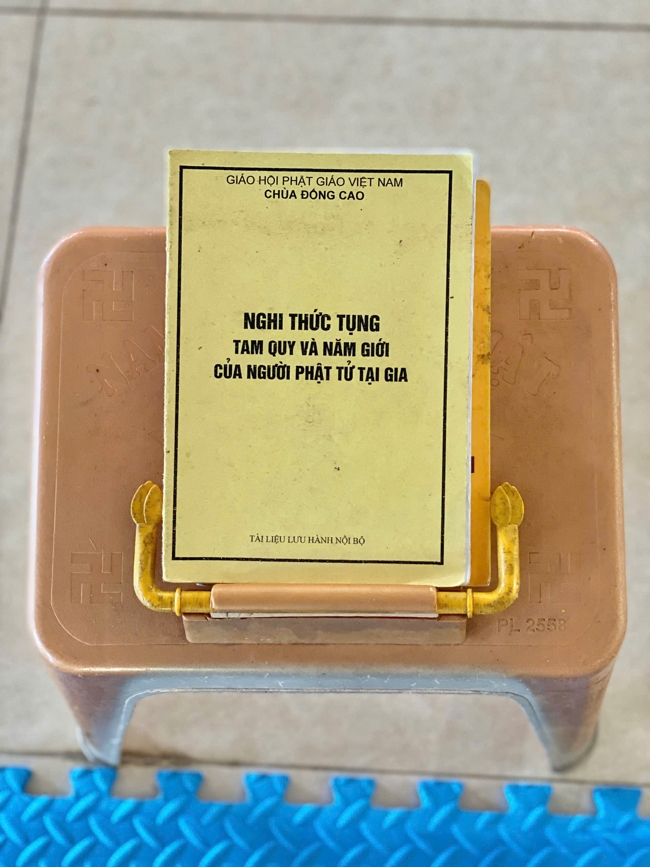 GIÁO HỘI PHẬT GIÁO VIỆT NAM
CHÙA ĐỒNG CAO
NGHI THỨC TỤNG
TAM QUY VÀ NĂM GIỚI
CỦA NGƯỜI PHẬT TỬ TẠI GIA
TÀI LIỆU LƯU HÀNH NỘI BỘ
PL 2558